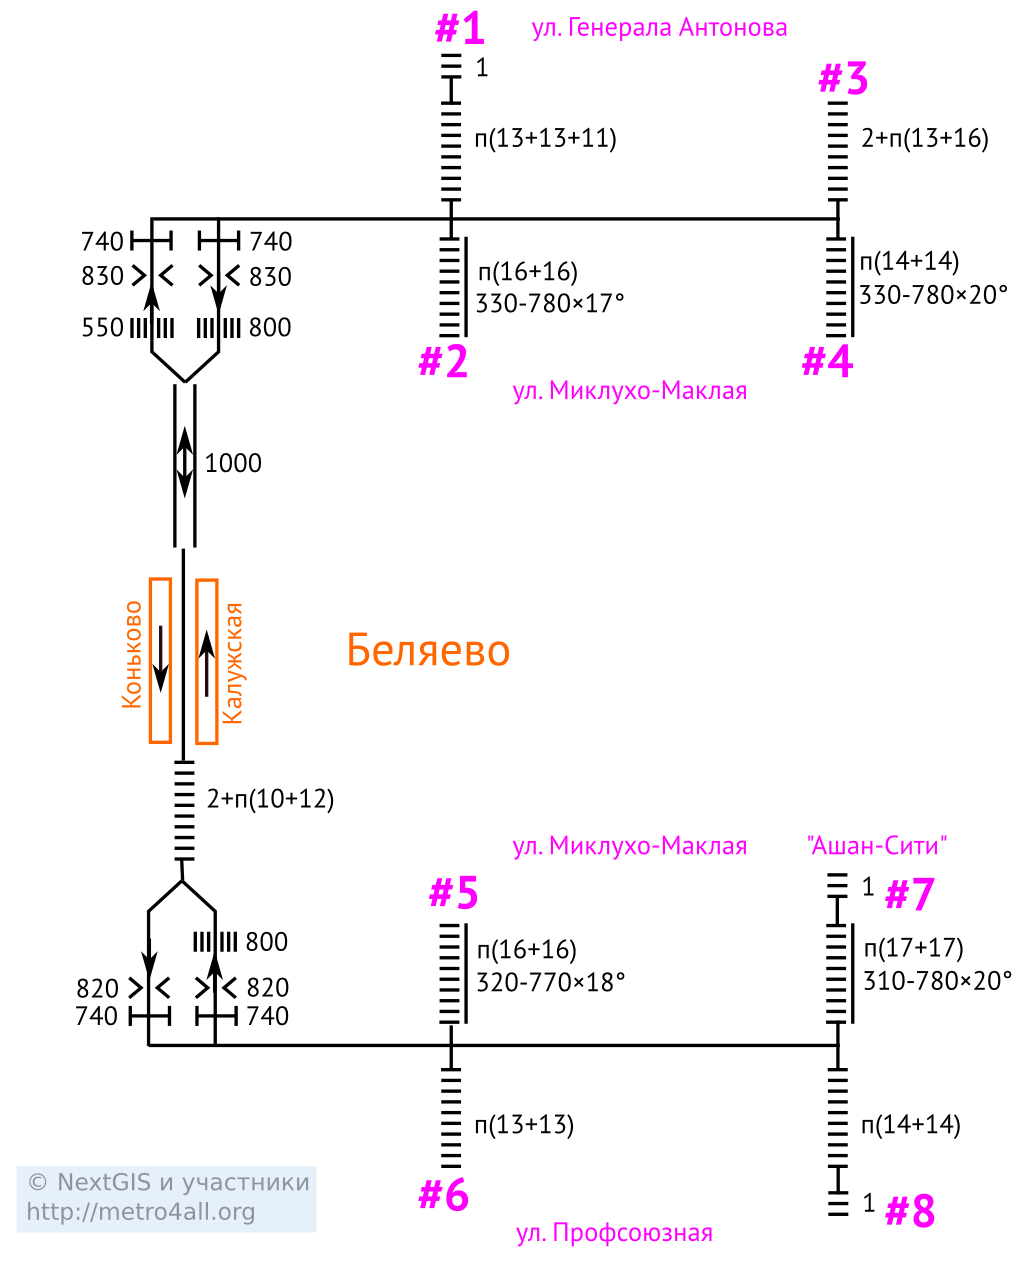 #1
ул. Генерала Антонова
1
#3
п(13+13+11)
2+п(13+16)
740
740
830
830
550
800
п(16+16)
330-780×17°
п(14+14)
330-780×20°
#2
#4
ул. Миклухо-Маклая
1000
Коньково
Калужская
Беляево
2+п(10+12)
ул. Миклухо-Маклая
"Ашан-Сити"
#5
1
#7
800
п(16+16)
320-770×18°
п(17+17)
310-780×20°
820
820
740
740
п(13+13)
п(14+14)
#6
1
#8
ул. Профсоюзная
© NextGIS и участники
http://metro4all.org